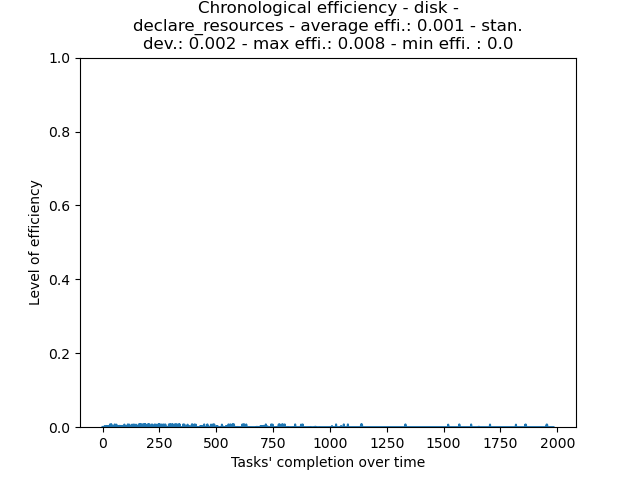 Chronological efficiency - disk -
declare_resources - average effi.: 0.001 - stan.
dev.: 0.002 - max effi.: 0.008 - min effi. : 0.0
1.0
0.8
0.6
0.4
0.2
0.0
Level of efficiency
0 250 500 750 1000 1250 1500 1750 2000
Tasks' completion over time